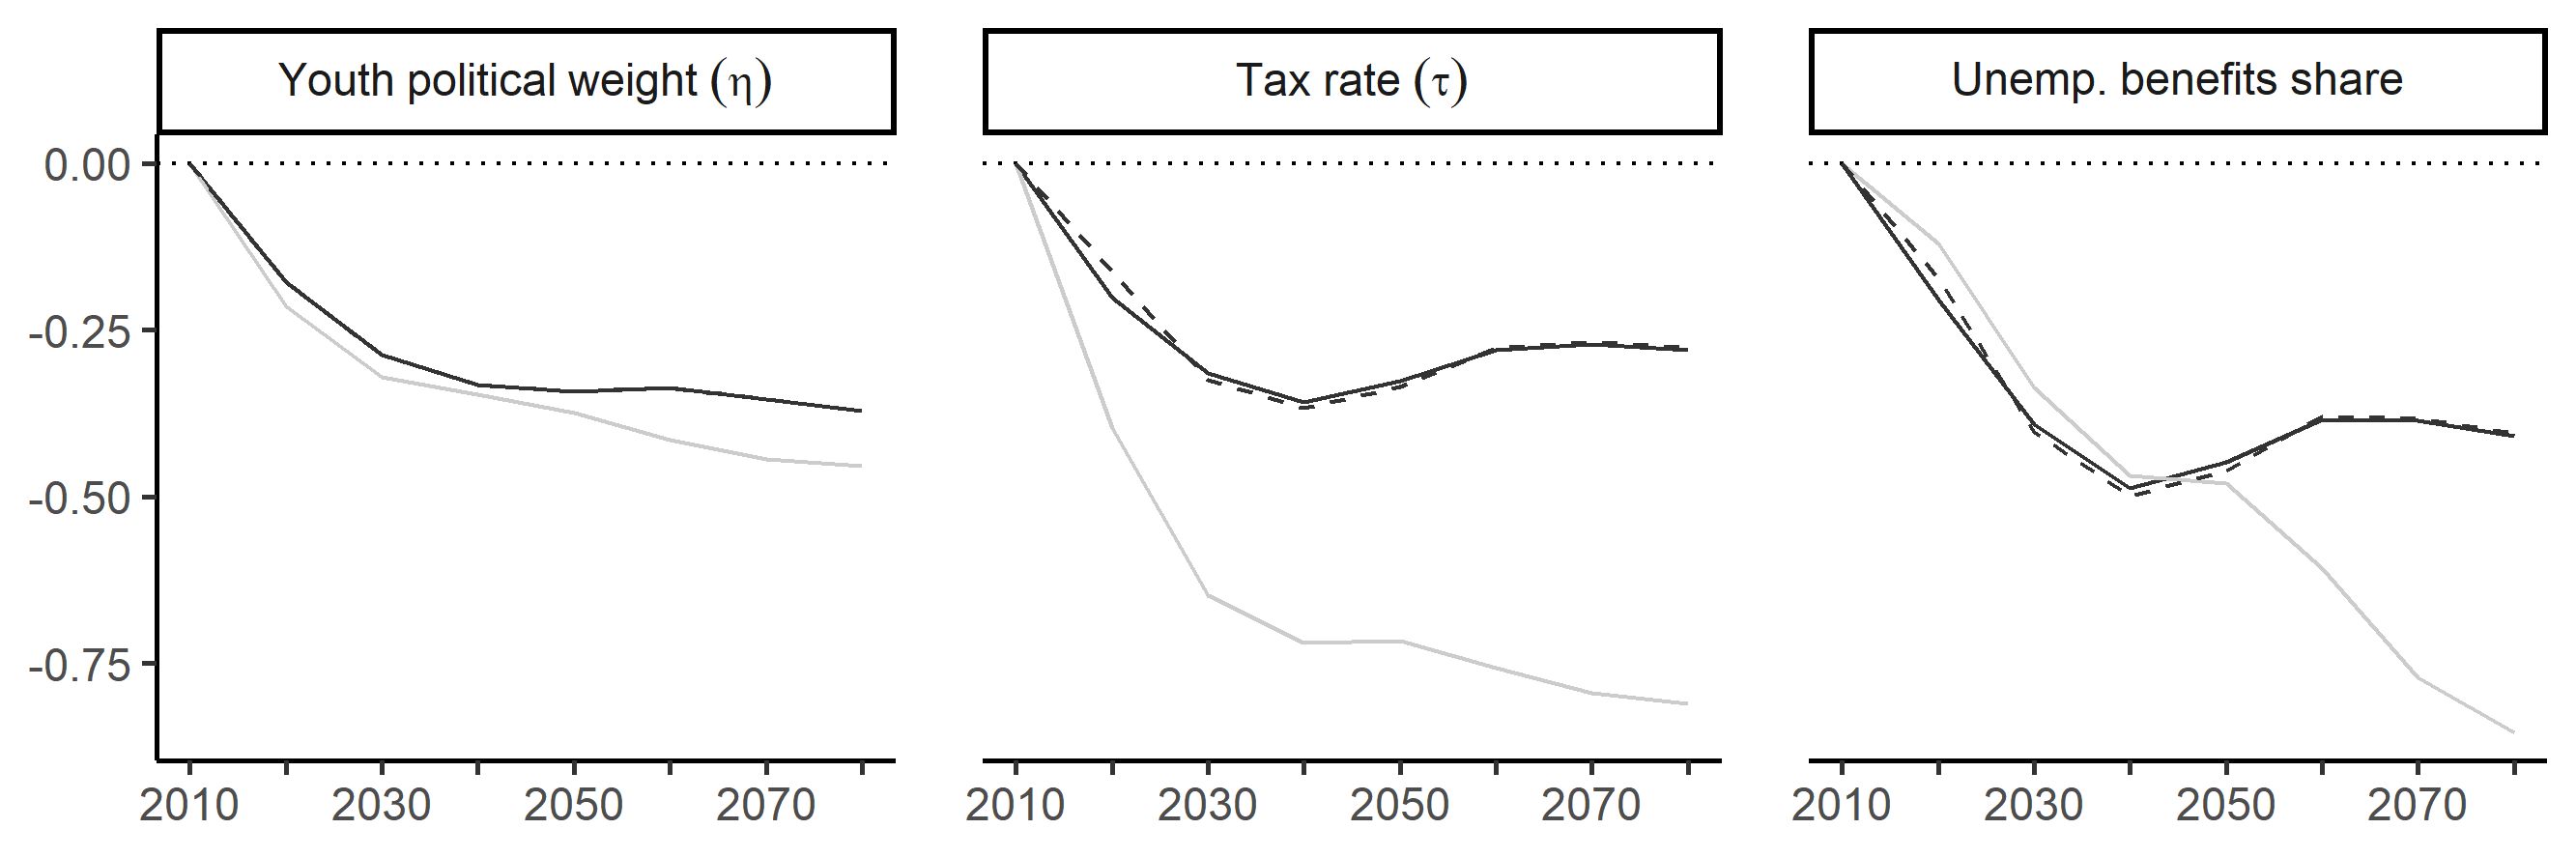 Youth political weight (η)
Tax rate (τ)
Unemp. benefits share
0.00
-0.25
-0.50
-0.75
2010 2030 2050 2070
2010 2030 2050 2070
2010 2030 2050 2070